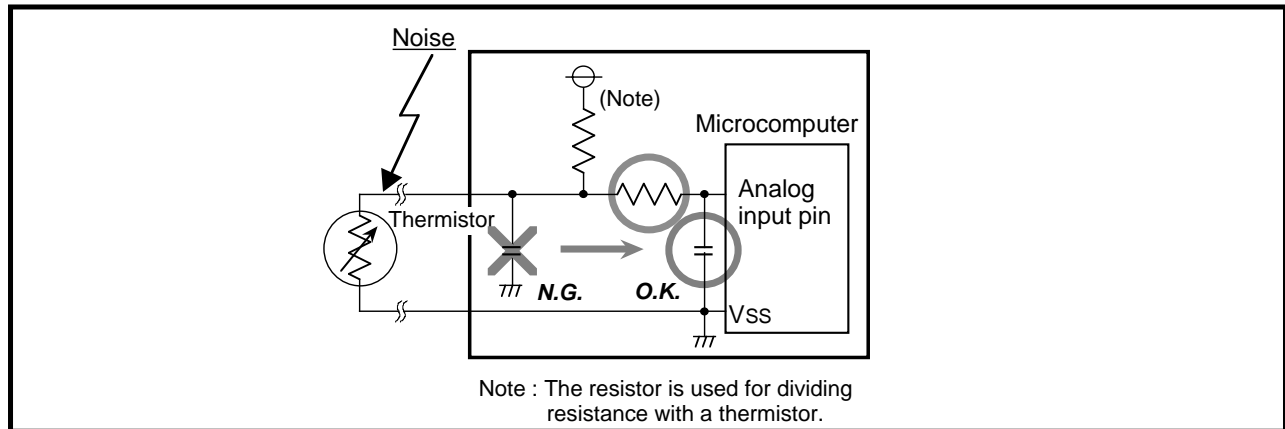 Noise
(Note)
Microcomputer
Analog
input pin
Thermistor
N.G.
O.K.
VSS
Note : The resistor is used for dividing
resistance with a thermistor.